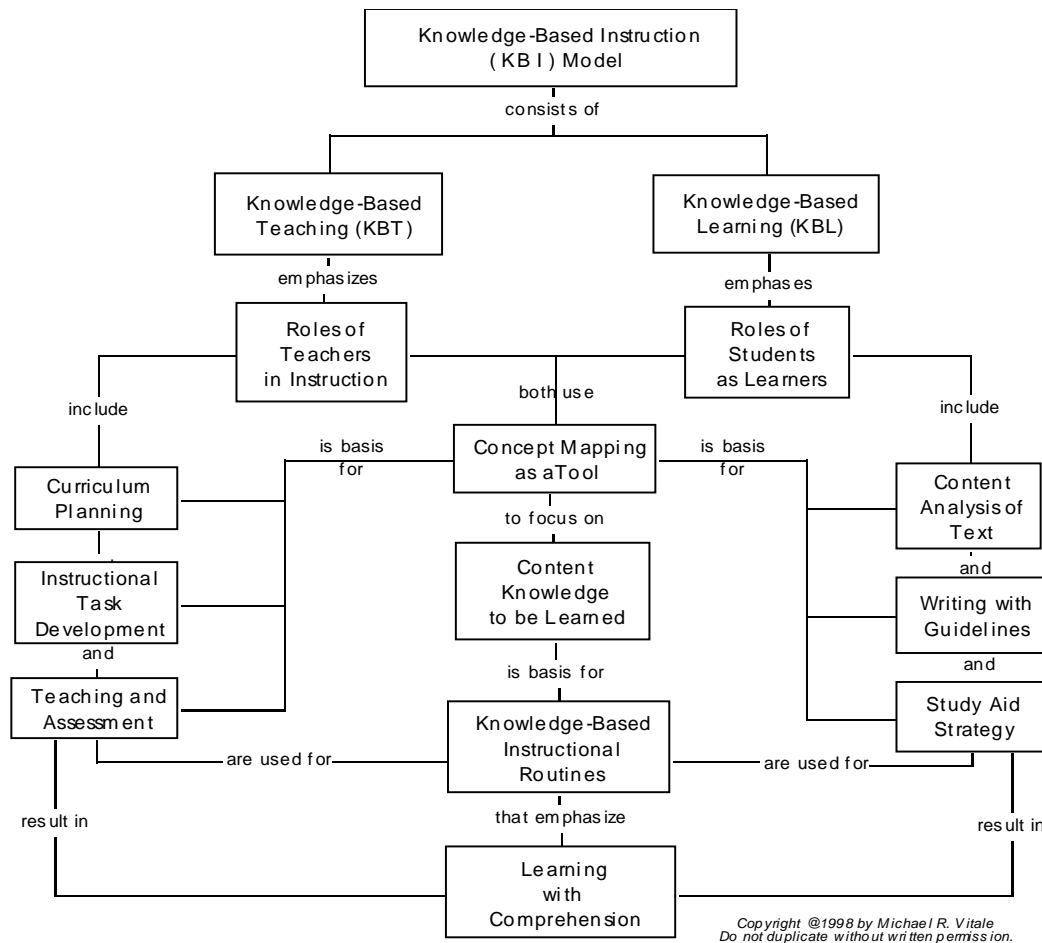 Knowledge-Based Instruction
( KB I ) Model
consists of
Knowledge-Based
Teaching (KBT)
Knowledge-Based
Learning (KBL)
emphasizes
emphases
Roles of
Teachers
in Instruction
Roles of
Students
as Learners
include
both use
include
is basis
for
Concept Mapping
as aTool
is basis
for
Curriculum
Planning
Content
Analysis of
Text
to focus on
and
Instructional
Task
Development
Content
Knowledge
to be Learned
Writing with
Guidelines
and
and
is basis for
Teaching and
Assessment
Study Aid
Strategy
Knowledge-Based
Instructional
Routines
are used for
are used for
result in
that emphasize
result in
Learning
with
Comprehension
Copyright @1998 by Michael R. Vitale
Do not duplicate without written permission.